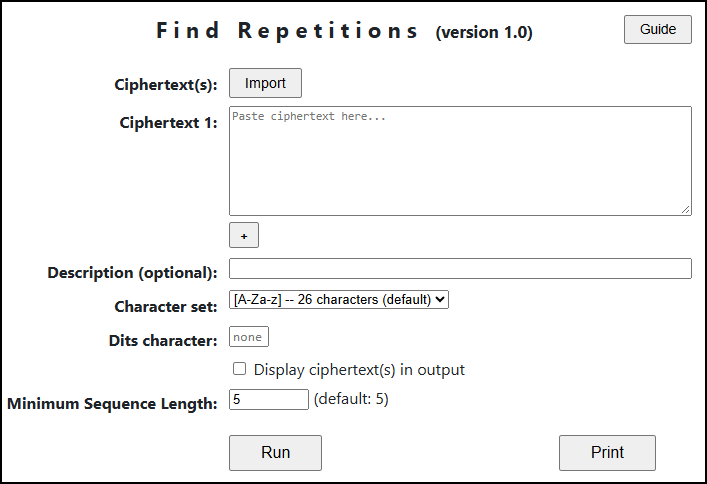 Find Repetitions (version 1.0) Guide
Ciphertext(s): Import
Ciphertext 1: Paste ciphertext here...
+
Description (optional):
Character set: [A-Za-z] -- 26 characters (default)
Dits character: none
Display ciphertext(s) in output
Minimum Sequence Length: 5 (default: 5)
Run Print